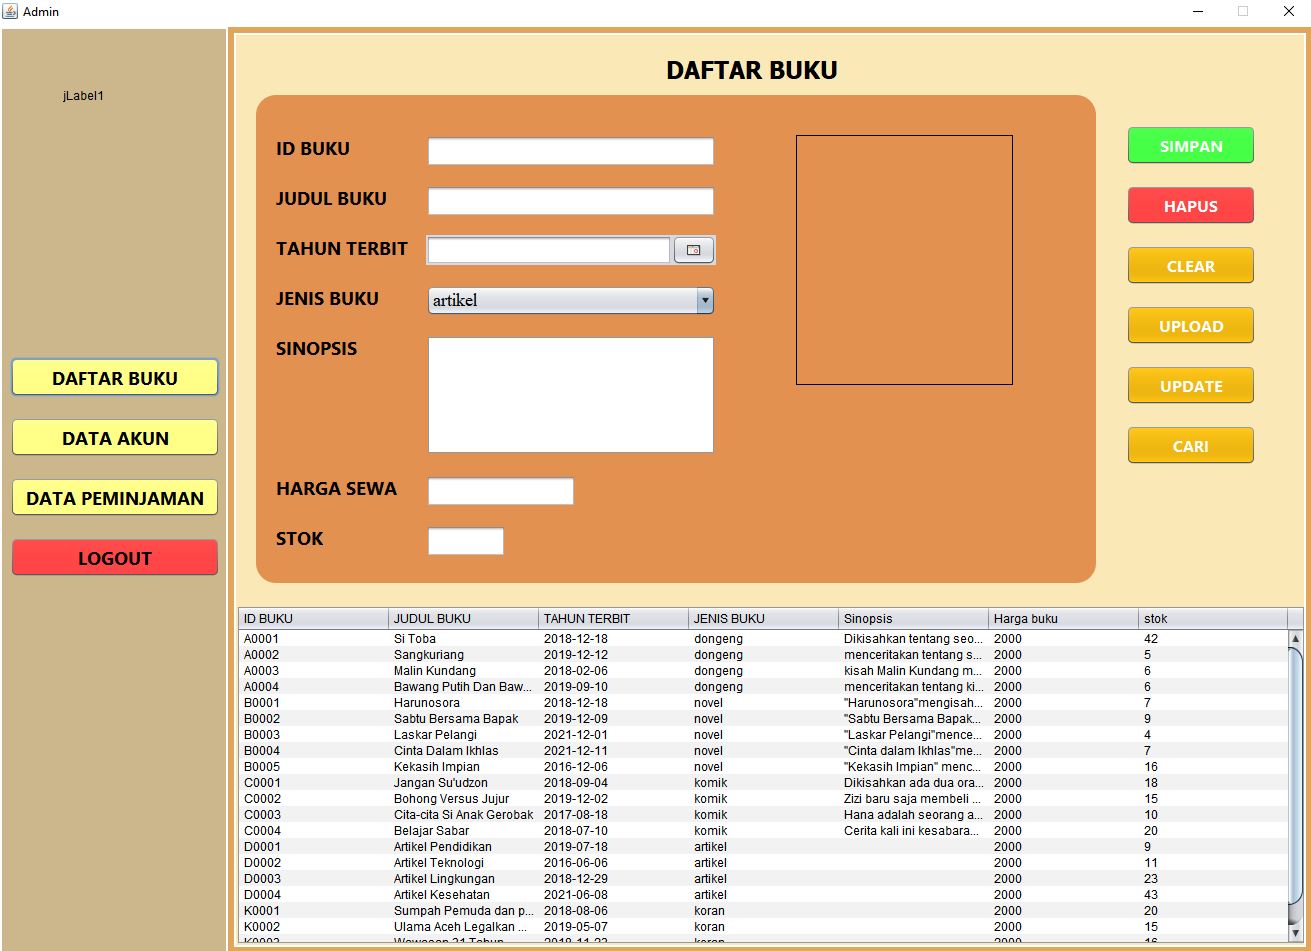 Admin
jLabel1
DAFTAR BUKU
DATA AKUN
DATA PEMINJAMAN
LOGOUT
DAFTAR BUKU
ID BUKU
JUDUL BUKU
TAHUN TERBIT
JENIS BUKU artikel
SINOPSIS
HARGA SEWA
STOK
SIMPAN
HAPUS
CLEAR
UPLOAD
UPDATE
CARI
ID BUKU JUDUL BUKU TAHUN TERBIT JENIS BUKU Sinopsis Harga buku stok
A0001 Si Toba 2018-12-18 dongeng Dikisahkan tentang seo... 2000 42
A0002 Sangkuriang 2019-12-12 dongeng menceritakan tentang s... 2000 5
A0003 Malin Kundang 2018-02-06 dongeng kisah Malin Kundang m... 2000 6
A0004 Bawang Putih Dan Baw... 2019-09-10 dongeng menceritakan tentang ki... 2000 6
B0001 Harunosora 2018-12-18 novel "Harunosora"mengisah... 2000 7
B0002 Sabtu Bersama Bapak 2019-12-09 novel "Sabtu Bersama Bapak... 2000 9
B0003 Laskar Pelangi 2021-12-01 novel "Laskar Pelangi"mence... 2000 4
B0004 Cinta Dalam Ikhlas 2021-12-11 novel "Cinta dalam Ikhlas"me... 2000 7
B0005 Kekasih Impian 2016-12-06 novel "Kekasih Impian" menc... 2000 16
C0001 Jangan Su'udzon 2018-09-04 komik Dikisahkan ada dua ora... 2000 18
C0002 Bohong Versus Jujur 2019-12-02 komik Zizi baru saja membeli ... 2000 15
C0003 Cita-cita Si Anak Gerobak 2017-08-18 komik Hana adalah seorang a... 2000 10
C0004 Belajar Sabar 2018-07-10 komik Cerita kali ini kesabara... 2000 20
D0001 Artikel Pendidikan 2019-07-18 artikel 2000 9
D0002 Artikel Teknologi 2016-06-06 artikel 2000 11
D0003 Artikel Lingkungan 2018-12-29 artikel 2000 23
D0004 Artikel Kesehatan 2021-06-08 artikel 2000 43
K0001 Sumpah Pemuda dan p... 2018-08-06 koran 2000 20
K0002 Ulama Aceh Legalkan ... 2019-05-07 koran 2000 15
K0003 koran 2000 16